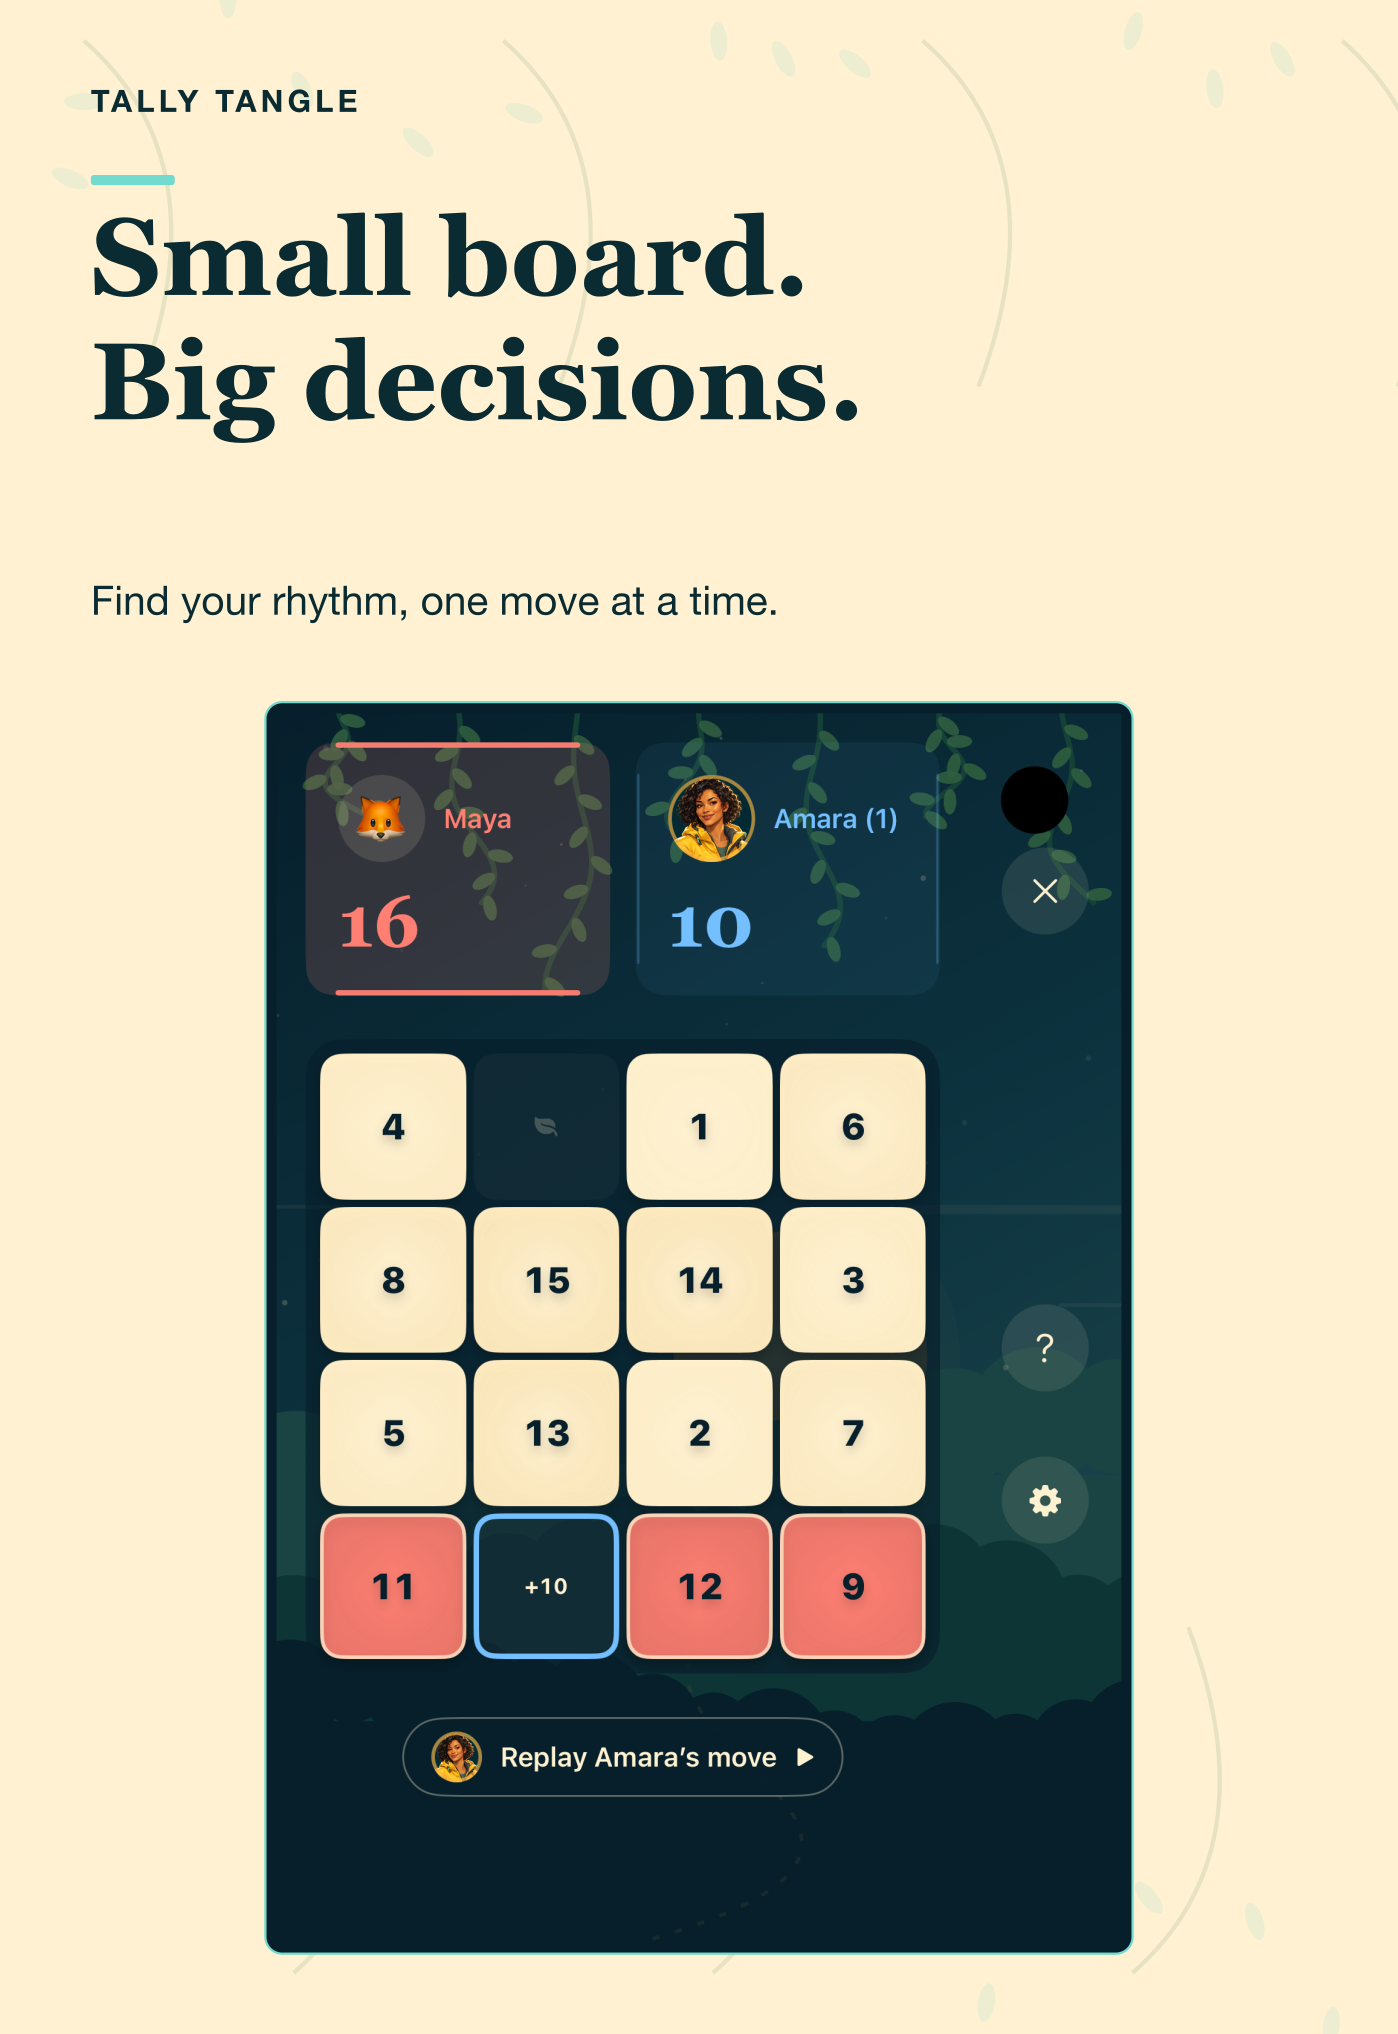 TALLY TANGLE
Small board.
Big decisions.
Find your rhythm, one move at a time.
Maya
Amara (1)
16
10
4
1
6
8
15
14
3
?
5
13
2
7
11
+10
12
9
Replay Amara’s move